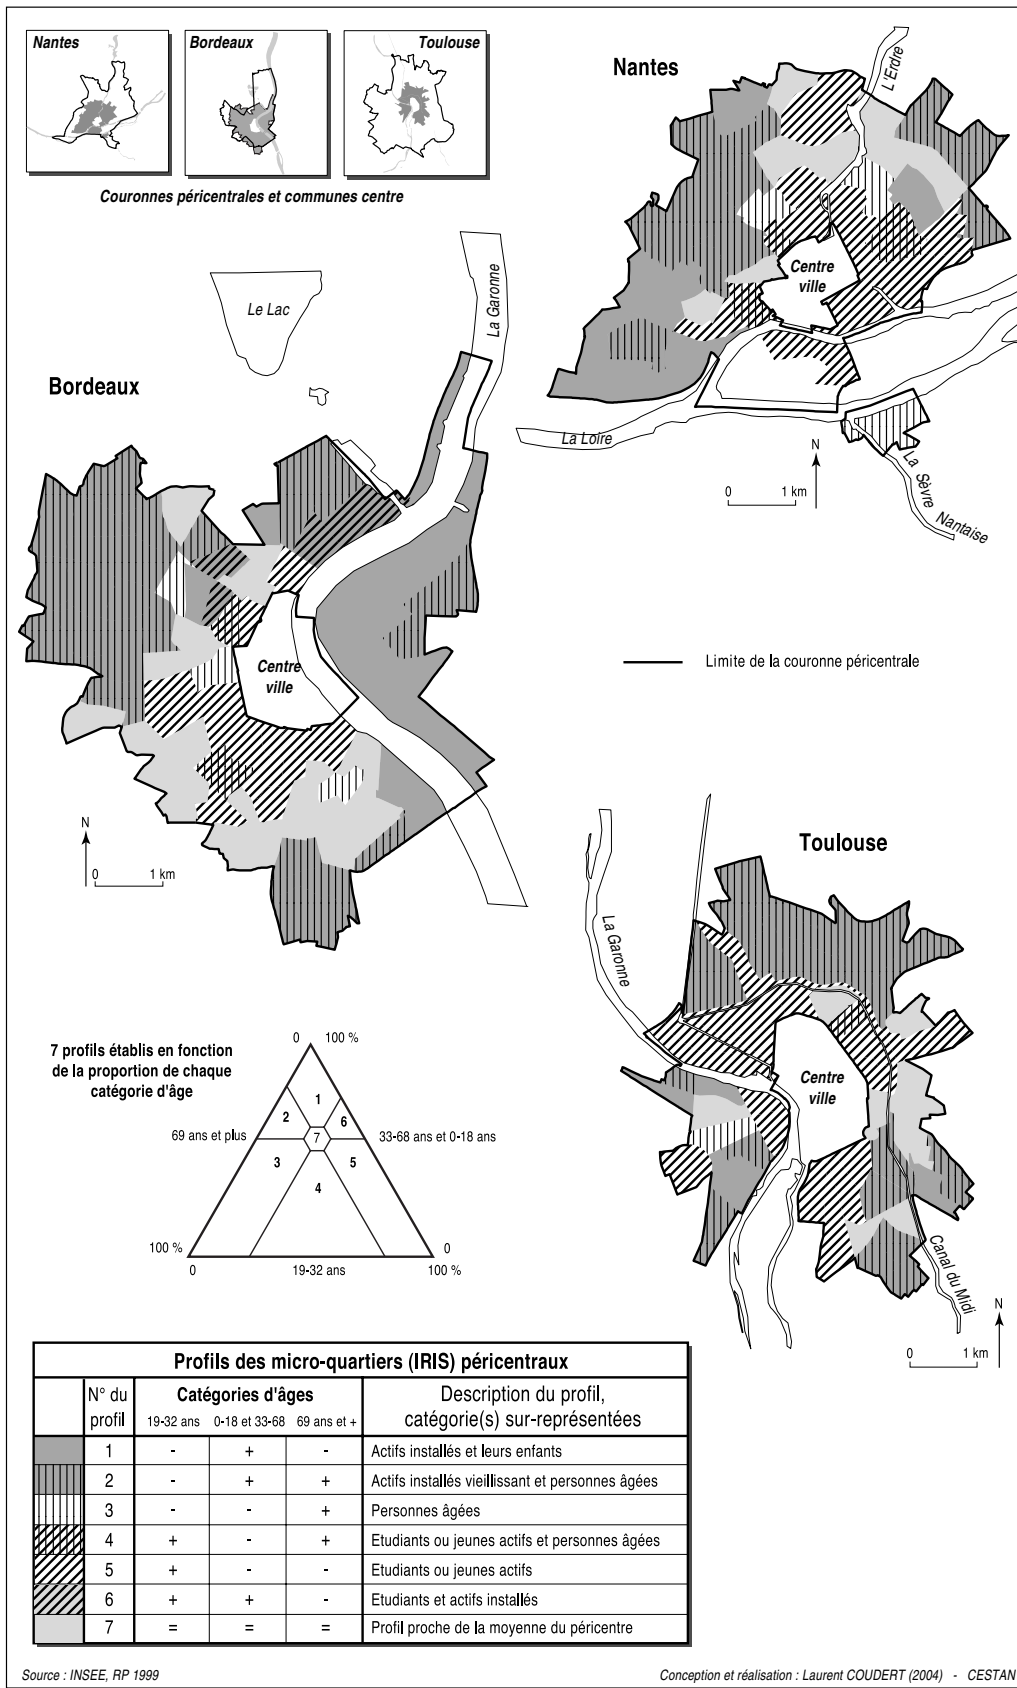 Nantes
Bordeaux
Toulouse
Couronnes péricentrales et communes centre
Nantes
L'Erdre
Centre
ville
La Loire
La Sèvre
Nantaise
N
0 1 km
Le Lac
La Garonne
Bordeaux
Centre
ville
N
0 1 km
Limite de la couronne péricentrale
Toulouse
La Garonne
Centre
ville
Canal du Midi
N
0 1 km
7 profils établis en fonction
de la proportion de chaque
catégorie d'âge
0 100 %
1
2 6
7
69 ans et plus 33-68 ans et 0-18 ans
3 5
4
100 % 0
0 19-32 ans 100 %
Profils des micro-quartiers (IRIS) péricentraux
N° du
profil
Catégories d'âges
19-32 ans 0-18 et 33-68 69 ans et +
Description du profil,
catégorie(s) sur-représentées
1 - + - Actifs installés et leurs enfants
2 - + + Actifs installés vieillissant et personnes âgées
3 - - + Personnes âgées
4 + - + Etudiants ou jeunes actifs et personnes âgées
5 + - - Etudiants ou jeunes actifs
6 + + - Etudiants et actifs installés
7 = = = Profil proche de la moyenne du péricentre
Source : INSEE, RP 1999
Conception et réalisation : Laurent COUDERT (2004) - CESTAN